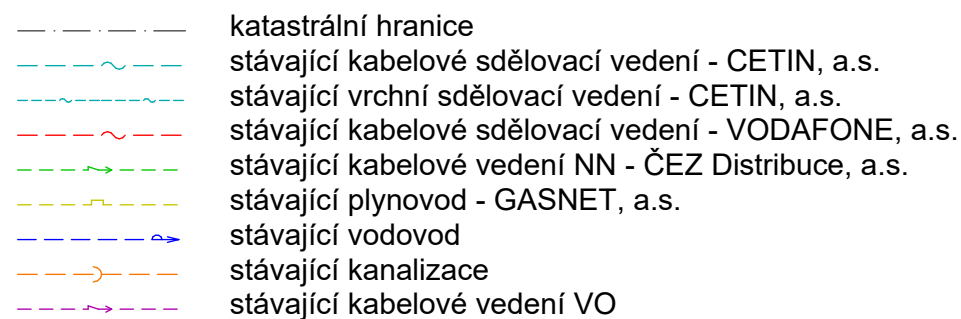 katastrální hranice
stávající kabelové sdělovací vedení - CETIN, a.s.
stávající vrchní sdělovací vedení - CETIN, a.s.
stávající kabelové sdělovací vedení - VODAFONE, a.s.
stávající kabelové vedení NN - ČEZ Distribuce, a.s.
stávající plynovod - GASNET, a.s.
stávající vodovod
stávající kanalizace
stávající kabelové vedení VO